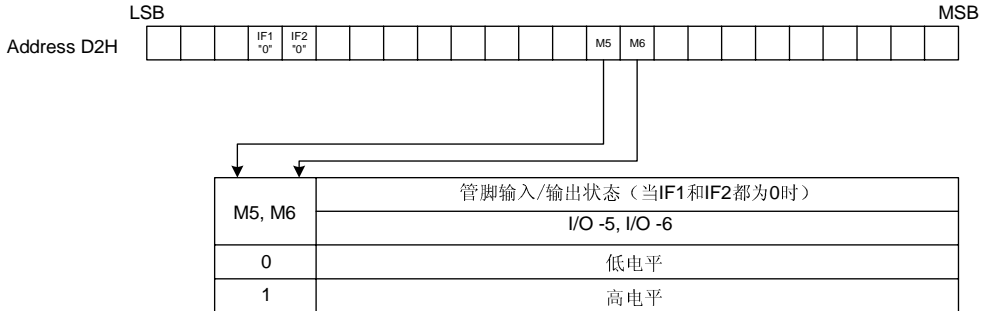 LSB MSB
Address D2H IF1 "0" IF2 "0" M5 M6
M5, M6 管脚输入/输出状态（当IF1和IF2都为0时）
I/O -5, I/O -6
0 低电平
1 高电平